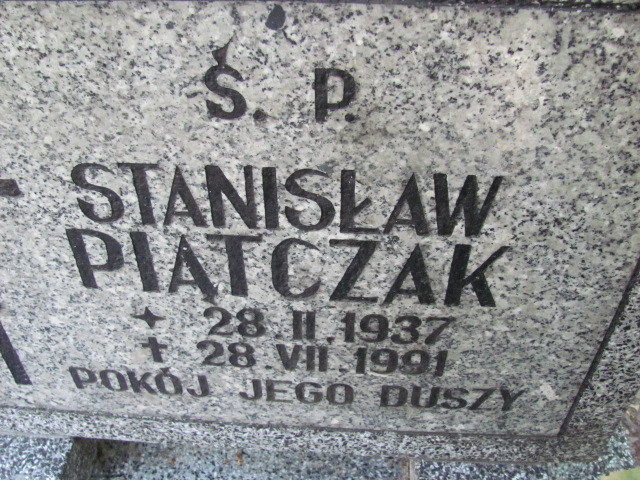 Ś. P.
STANISŁAW
PIĄTCZAK
28.II.1937
✝ 28.VII.1991
POKÓJ JEGO DUSZY